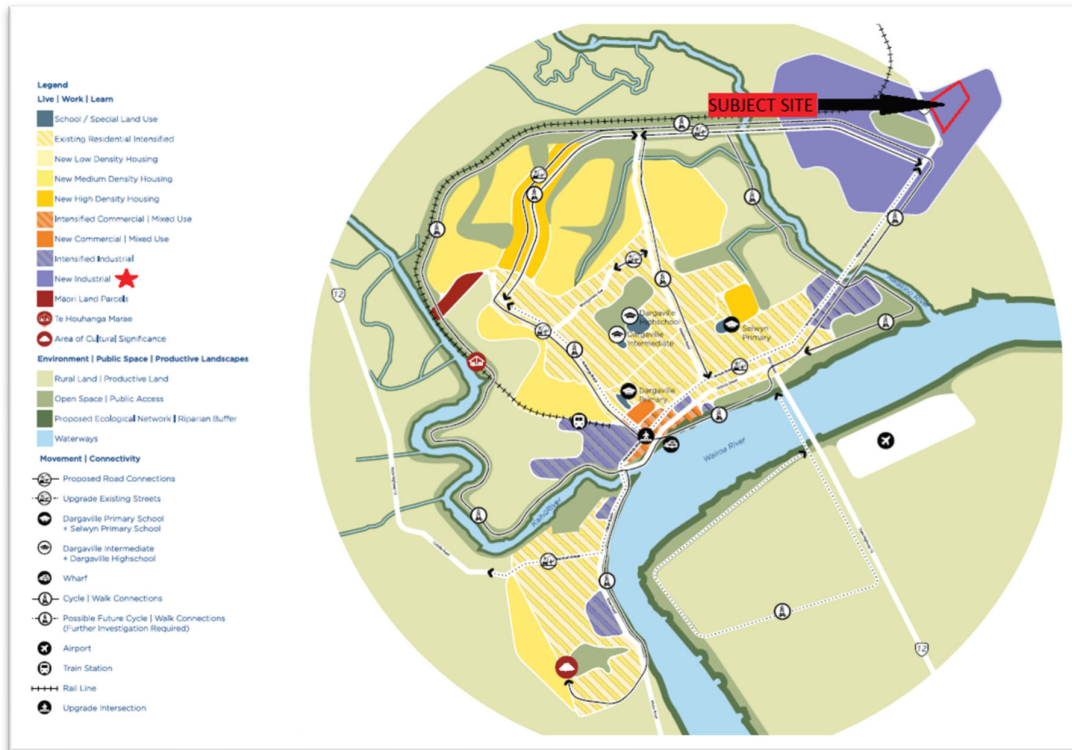 Legend
Live | Work | Learn
School / Special Land Use
Existing Residential Intensified
New Low Density Housing
New Medium Density Housing
New High Density Housing
Intensified Commercial | Mixed Use
New Commercial | Mixed Use
Intensified Industrial
New Industrial
Maori Land Parcels
Te Houhanga Marae
Area of Cultural Significance
Environment | Public Space | Productive Landscapes
Rural Land | Productive Land
Open Space | Public Access
Proposed Ecological Network | Riparian Buffer
Waterways
Movement | Connectivity
Proposed Road Connections
Upgrade Existing Streets
Dargaville Primary School
+ Selwyn Primary School
Dargaville Intermediate
+ Dargaville Highschool
Wharf
Cycle | Walk Connections
Possible Future Cycle | Walk Connections
(Further Investigation Required)
Airport
Train Station
Rail Line
Upgrade Intersection
SUBJECT SITE
12
Dargaville
Highschool
Dargaville
Intermediate
Selwyn
Primary
Dargaville
Primary
Wairoa River
Kaihu River
12